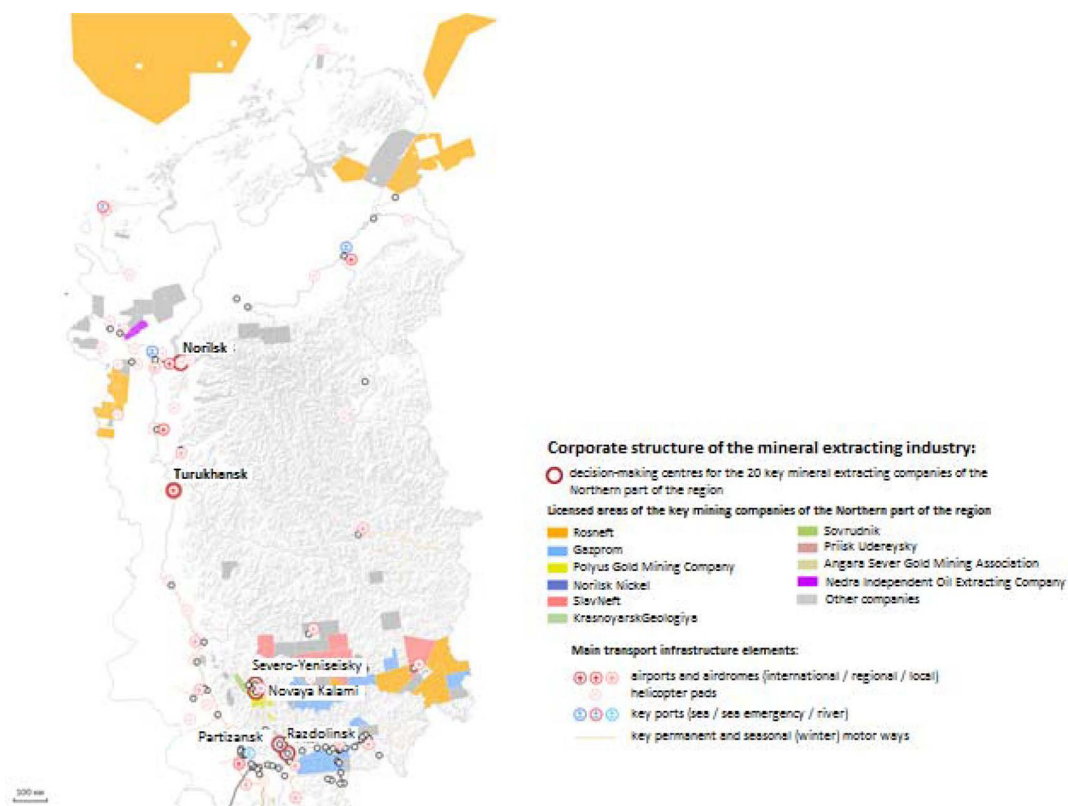 Norilsk
Turukhansk
Severo-Yeniseisky
Novaya Kalami
Partizansk
Razdolinsk
100 км
Corporate structure of the mineral extracting industry:
decision-making centres for the 20 key mineral extracting companies of the
Northern part of the region
Licensed areas of the key mining companies of the Northern part of the region
Rosneft
Gazprom
Polyus Gold Mining Company
Norilsk Nickel
SlavNeft
KrasnoyarskGeologiya
Sovrudnik
Priisk Udereysky
Angara Sever Gold Mining Association
Nedra Independent Oil Extracting Company
Other companies
Main transport infrastructure elements:
airports and airdromes (international / regional / local)
helicopter pads
key ports (sea / sea emergency / river)
key permanent and seasonal (winter) motor ways